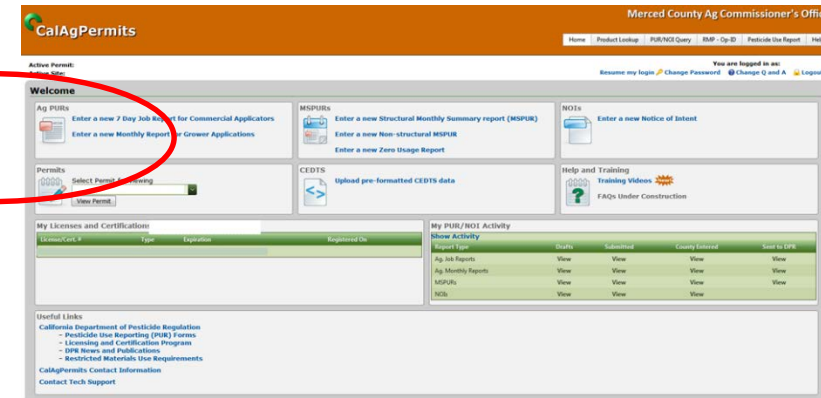 Merced County Ag Commissioner's Offi
CalAgPermits
Home Product Lookup PUR/NOI Query RMP - Op-ID Pesticide Use Report Hel
Active Permit:
Active Site:
You are logged in as:
Resume my login Change Password Change Q and A Logout
Welcome
Ag PURs
Enter a new 7 Day Job Report for Commercial Applicators
Enter a new Monthly Report for Grower Applications
MSPURs
Enter a new Structural Monthly Summary report (MSPUR)
Enter a new Non-structural MSPUR
Enter a new Zero Usage Report
NOIs
Enter a new Notice of Intent
Permits
Select Permit for Viewing
View Permit
CEDTS
Upload pre-formatted CEDTS data
Help and Training
Training Videos
FAQs Under Construction
My Licenses and Certifications
License/Cert. # Type Expiration Registered On
My PUR/NOI Activity
Show Activity
Report Type Drafts Submitted County Entered Sent to DPR
Ag. Job Reports View View View View
Ag. Monthly Reports View View View View
MSPURs View View View View
NOIs View View View
Useful Links
California Department of Pesticide Regulation
– Pesticide Use Reporting (PUR) Forms
– Licensing and Certification Program
– DPR News and Publications
– Restricted Materials Use Requirements
CalAgPermits Contact Information
Contact Tech Support